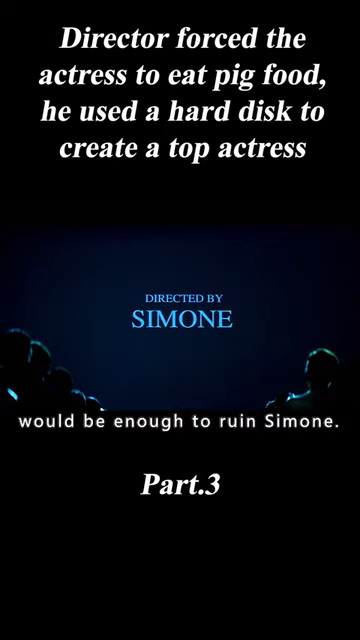 Director forced the
actress to eat pig food,
he used a hard disk to
create a top actress
DIRECTED BY
SIMONE
would be enough to ruin Simone.
Part.3